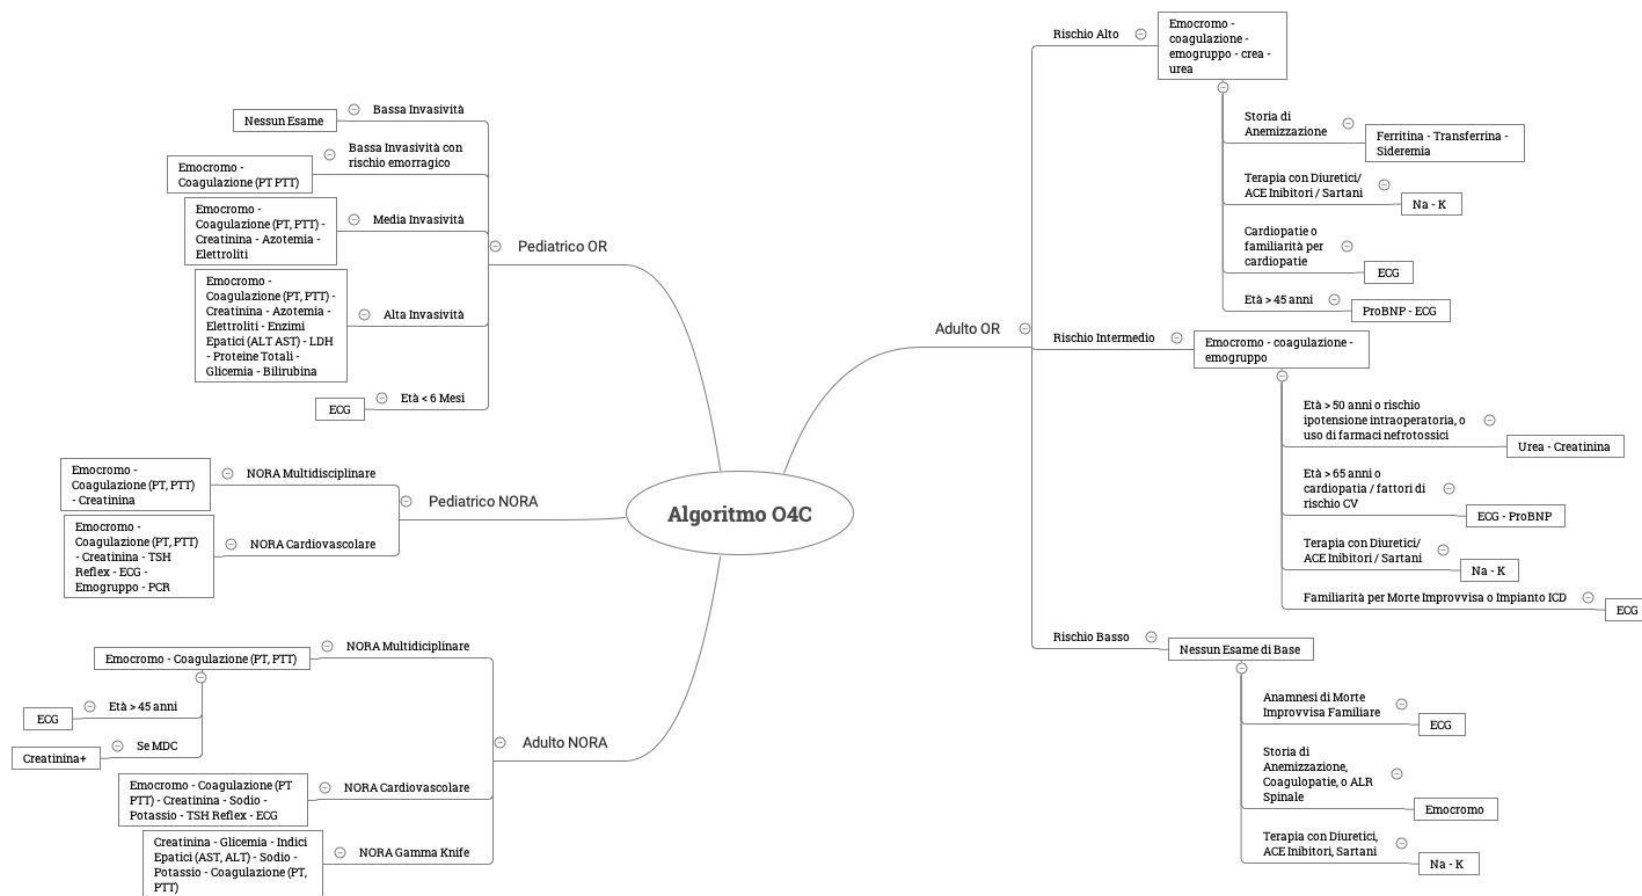 Algoritmo O4C
Pediatrico OR
Bassa Invasività
Nessun Esame
Bassa Invasività con
rischio emorragico
Emocromo -
Coagulazione (PT PTT)
Media Invasività
Emocromo -
Coagulazione (PT, PTT) -
Creatinina - Azotemia -
Elettroliti
Alta Invasività
Emocromo -
Coagulazione (PT, PTT) -
Creatinina - Azotemia -
Elettroliti - Enzimi
Epatici (ALT AST) - LDH
- Proteine Totali -
Glicemia - Bilirubina
Età < 6 Mesi
ECG
Pediatrico NORA
NORA Multidisciplinare
Emocromo -
Coagulazione (PT, PTT)
- Creatinina
NORA Cardiovascolare
Emocromo -
Coagulazione (PT, PTT)
- Creatinina - TSH
Reflex - ECG -
Emogruppo - PCR
Adulto NORA
NORA Multidiciplinare
Emocromo - Coagulazione (PT, PTT)
Età > 45 anni
ECG
Se MDC
Creatinina+
NORA Cardiovascolare
Emocromo - Coagulazione (PT
PTT) - Creatinina - Sodio -
Potassio - TSH Reflex - ECG
NORA Gamma Knife
Creatinina - Glicemia - Indici
Epatici (AST, ALT) - Sodio -
Potassio - Coagulazione (PT,
PTT)
Adulto OR
Rischio Alto
Emocromo -
coagulazione -
emogruppo - crea -
urea
Storia di
Anemizzazione
Ferritina - Transferrina -
Sideremia
Terapia con Diuretici/
ACE Inibitori / Sartani
Na - K
Cardiopatie o
familiarità per
cardiopatie
ECG
Età > 45 anni
ProBNP - ECG
Rischio Intermedio
Emocromo - coagulazione -
emogruppo
Età > 50 anni o rischio
ipotensione intraoperatoria, o
uso di farmaci nefrotossici
Urea - Creatinina
Età > 65 anni o
cardiopatia / fattori di
rischio CV
ECG - ProBNP
Terapia con Diuretici/
ACE Inibitori / Sartani
Na - K
Familiarità per Morte Improvvisa o Impianto ICD
ECG
Rischio Basso
Nessun Esame di Base
Anamnesi di Morte
Improvvisa Familiare
ECG
Storia di
Anemizzazione,
Coagulopatie, o ALR
Spinale
Emocromo
Terapia con Diuretici,
ACE Inibitori, Sartani
Na - K